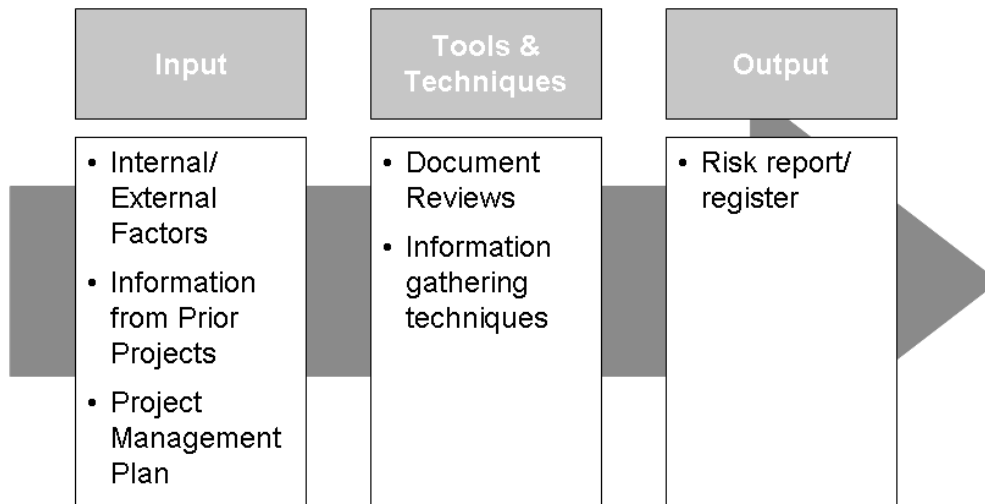 Input
Tools &
Techniques
Output
• Internal/
External
Factors
• Information
from Prior
Projects
• Project
Management
Plan
• Document
Reviews
• Information
gathering
techniques
• Risk report/
register